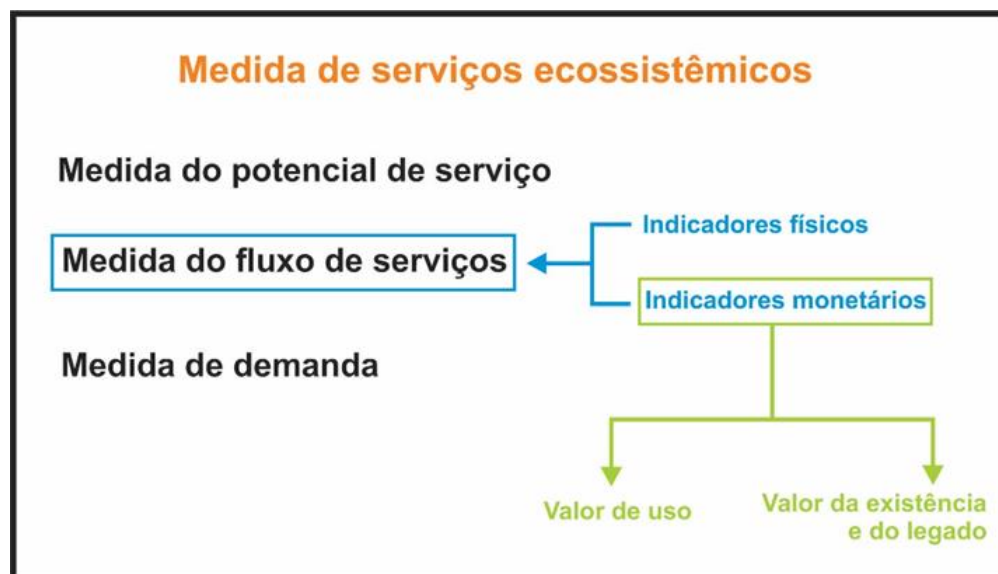 Medida de serviços ecossistêmicos
Medida do potencial de serviço
Indicadores físicos
Medida do fluxo de serviços
Indicadores monetários
Medida de demanda
Valor de uso
Valor da existência
e do legado